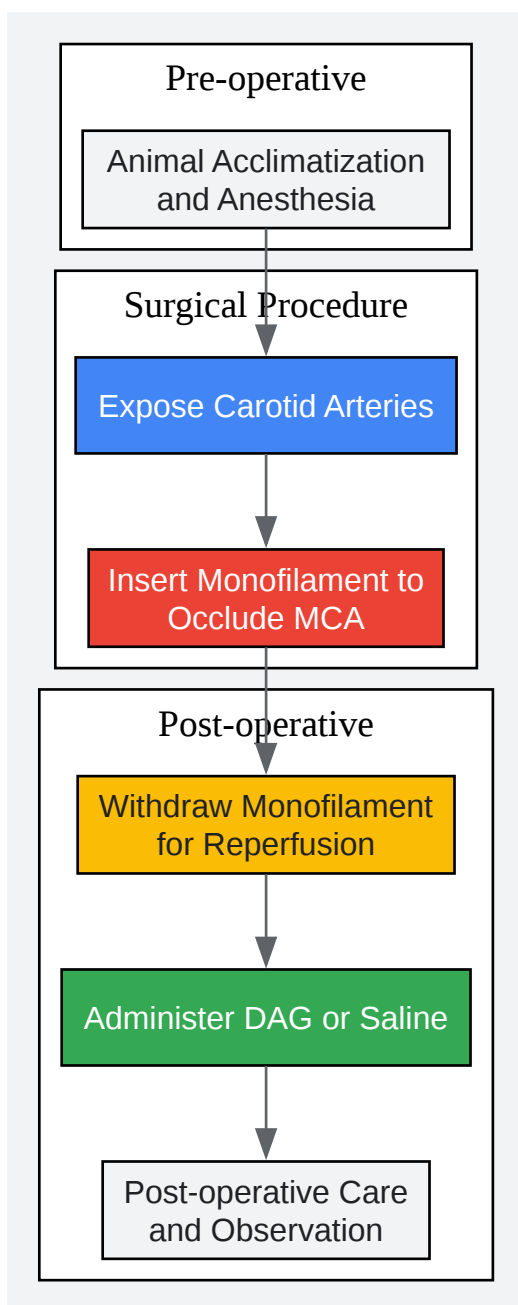 Pre-operative
Animal Acclimatization
and Anesthesia
Surgical Procedure
Expose Carotid Arteries
Insert Monofilament to
Occlude MCA
Post-operative
Withdraw Monofilament
for Reperfusion
Administer DAG or Saline
Post-operative Care
and Observation